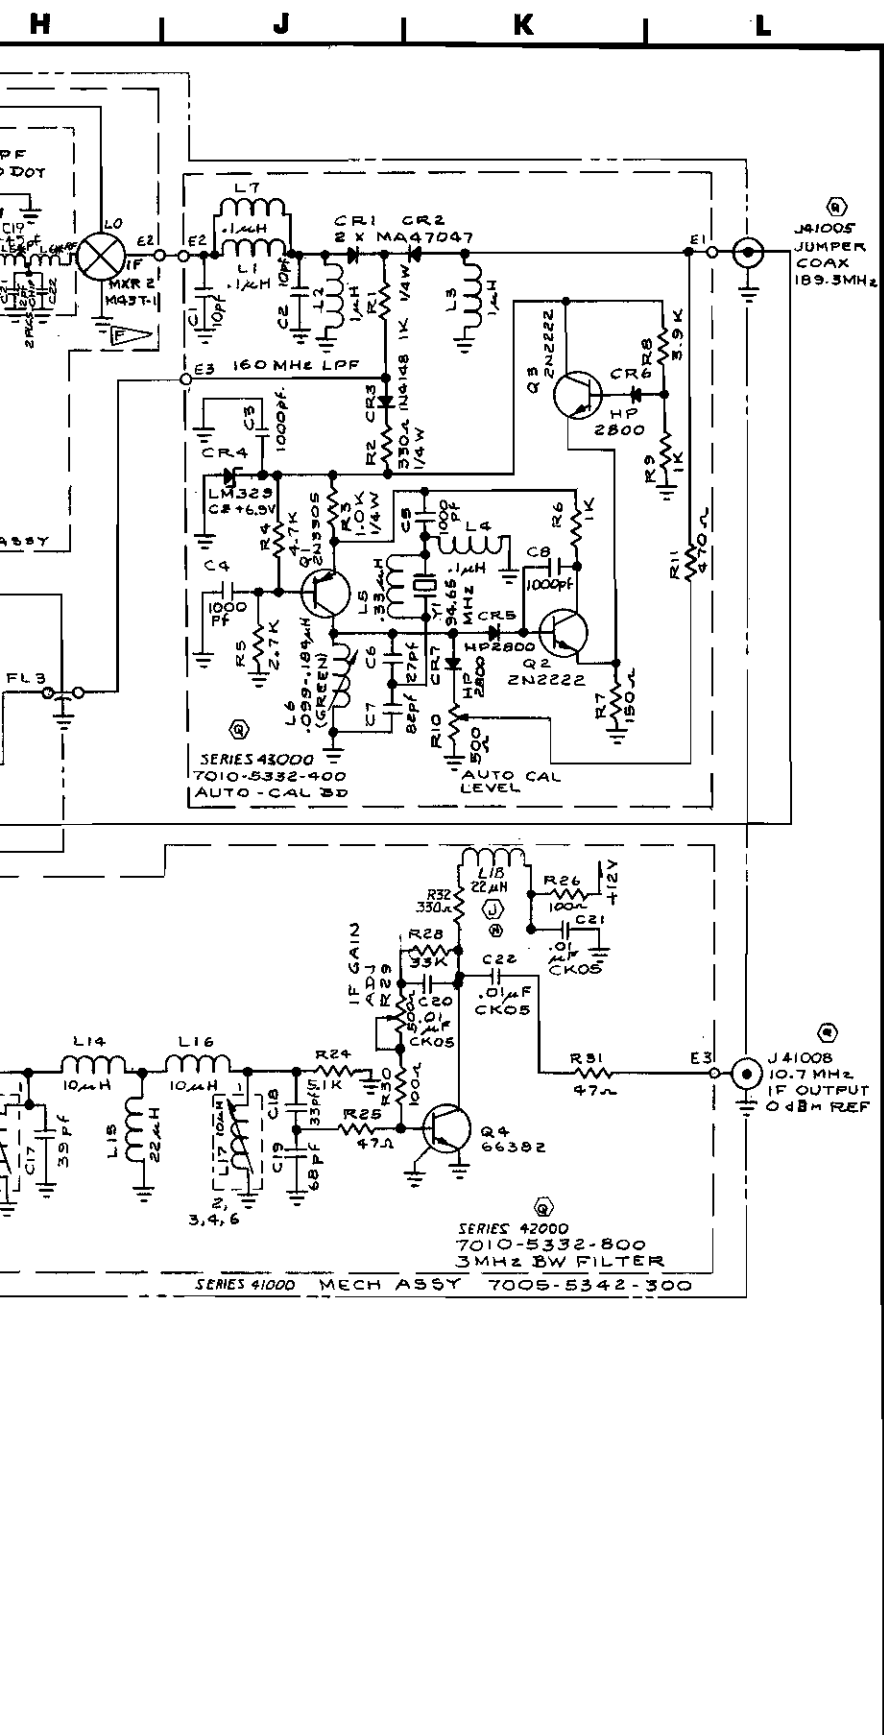 H J K L
DOT
LO
E2
E2
IF
MXR 2
M43T-1
F
C22
L7
.1µH
L1
.1µH
C1
10pf
C2
10pf
L2
1µH
CR1 CR2
2 X MA47047
R1
1K 1/4W
L3
1µH
E1
Q
J41005
JUMPER
COAX
189.3MHz
E3
160 MHz LPF
CR3
1N4148
R2
330Ω
1/4W
Q3
2N2222
R8
3.9K
CR6
HP
2800
R9
1K
C3
1000pf.
CR4
LM329
CR +6.9V
R4
4.7K
Q1
2N3905
R3
1.0K
1/4W
C5
1000
pf
L4
.1µH
R6
1K
R11
470Ω
ASSY
C4
1000
Pf
R5
2.7K
L5
.33µH
Y1
94.65
MHz
C8
1000pf
CR5
HP2800
Q2
2N2222
FL3
L6
.099-.184µH
(GREEN)
C6
27pf
C7
82pf
CR7
HP
2800
R10
500
Ω
R7
150Ω
Q
SERIES 43000
7010-5332-400
AUTO-CAL BD
AUTO CAL
LEVEL
L18
22µH
R32
330Ω
J
R26
100Ω
+12V
C21
.01
µF
CK05
IF GAIN
ADJ
R29
500Ω
R28
33K
C20
.01
µF
CK05
C22
.01µF
CK05
L14
10µH
L16
10µH
R24
1K
R30
100Ω
R31
47Ω
E3
Q
J41008
10.7 MHz
IF OUTPUT
0 dBm REF
C17
39pf
L15
22µH
L17 10µH
C18
33pf
C19
68pf
R25
47Ω
Q4
66382
2,
3,4,6
Q
SERIES 42000
7010-5332-800
3MHz BW FILTER
SERIES 41000 MECH ASSY 7005-5342-300